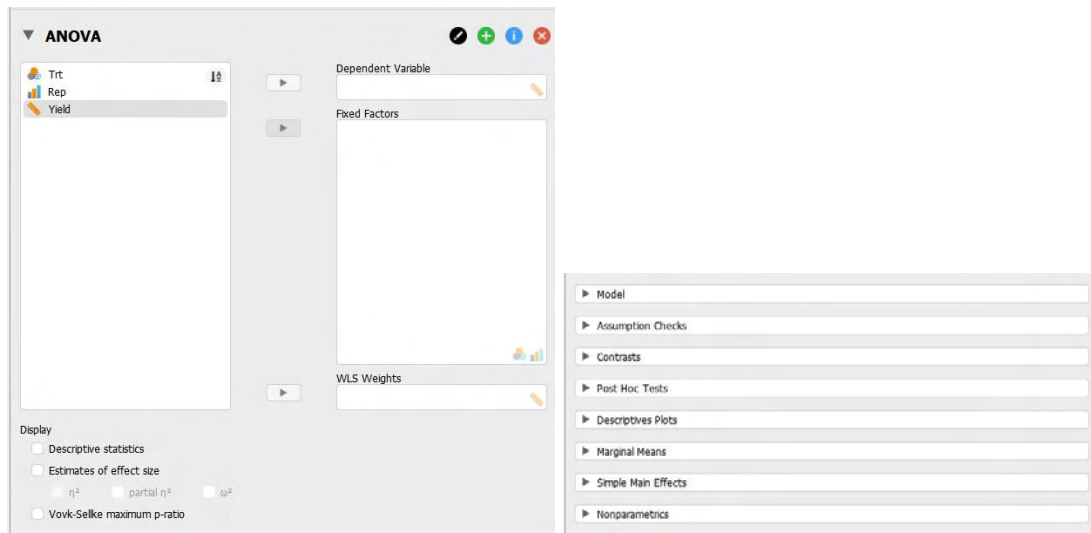 ANOVA
Trt
Rep
Yield
Dependent Variable
Fixed Factors
WLS Weights
Display
Descriptive statistics
Estimates of effect size
η² partial η² ω²
Vovk-Sellke maximum p-ratio
Model
Assumption Checks
Contrasts
Post Hoc Tests
Descriptives Plots
Marginal Means
Simple Main Effects
Nonparametrics